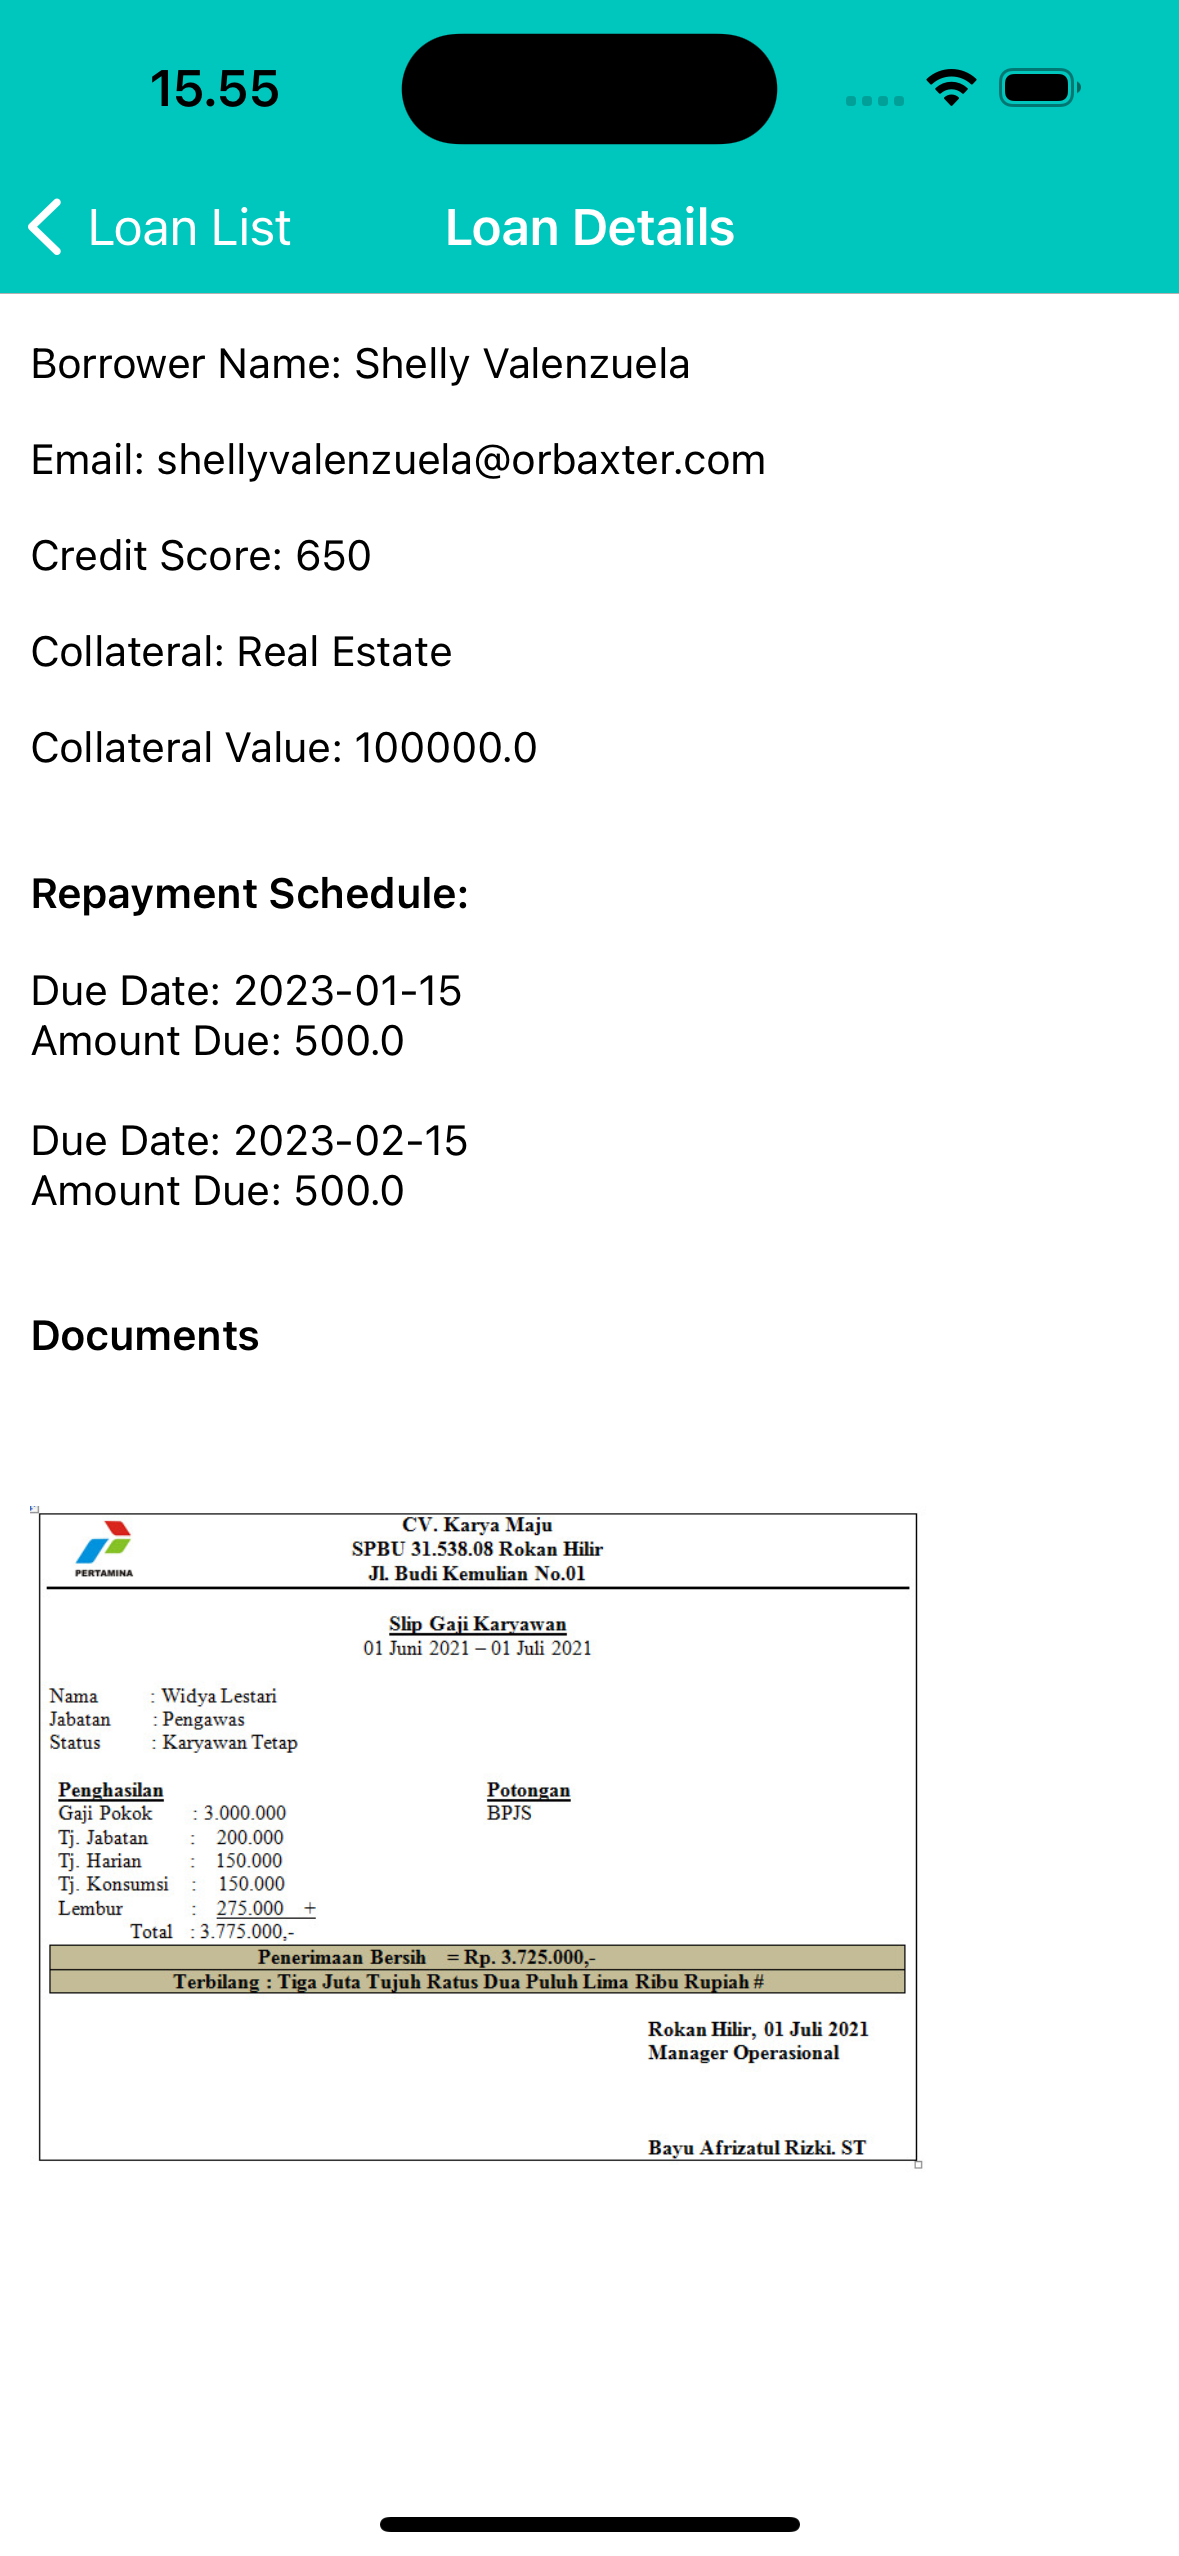 15.55
Loan List
Loan Details
Borrower Name: Shelly Valenzuela
Email: shellyvalenzuela@orbaxter.com
Credit Score: 650
Collateral: Real Estate
Collateral Value: 100000.0
Repayment Schedule:
Due Date: 2023-01-15
Amount Due: 500.0
Due Date: 2023-02-15
Amount Due: 500.0
Documents
PERTAMINA
CV. Karya Maju
SPBU 31.538.08 Rokan Hilir
Jl. Budi Kemulian No.01
Slip Gaji Karyawan
01 Juni 2021 – 01 Juli 2021
Nama : Widya Lestari
Jabatan : Pengawas
Status : Karyawan Tetap
Penghasilan Potongan
Gaji Pokok : 3.000.000 BPJS
Tj. Jabatan : 200.000
Tj. Harian : 150.000
Tj. Konsumsi : 150.000
Lembur : 275.000 +
Total : 3.775.000,-
Penerimaan Bersih = Rp. 3.725.000,-
Terbilang : Tiga Juta Tujuh Ratus Dua Puluh Lima Ribu Rupiah #
Rokan Hilir, 01 Juli 2021
Manager Operasional
Bayu Afrizatul Rizki. ST